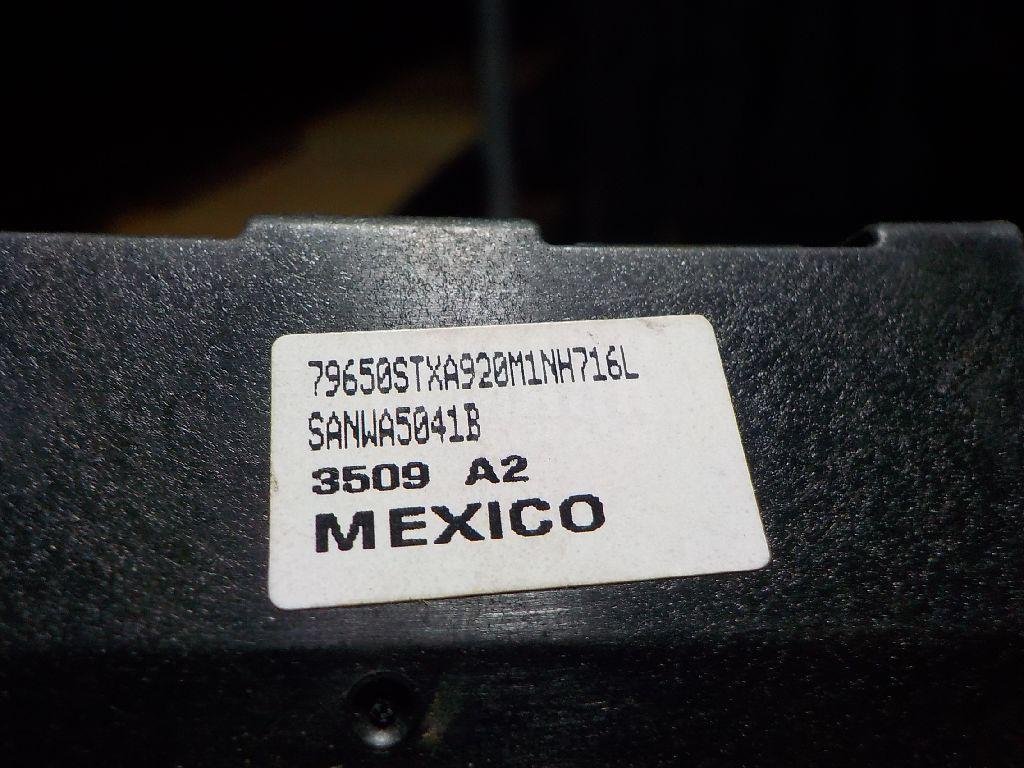 79650STXA920M1NH716L
SANWA5041B
3509 A2
MEXICO